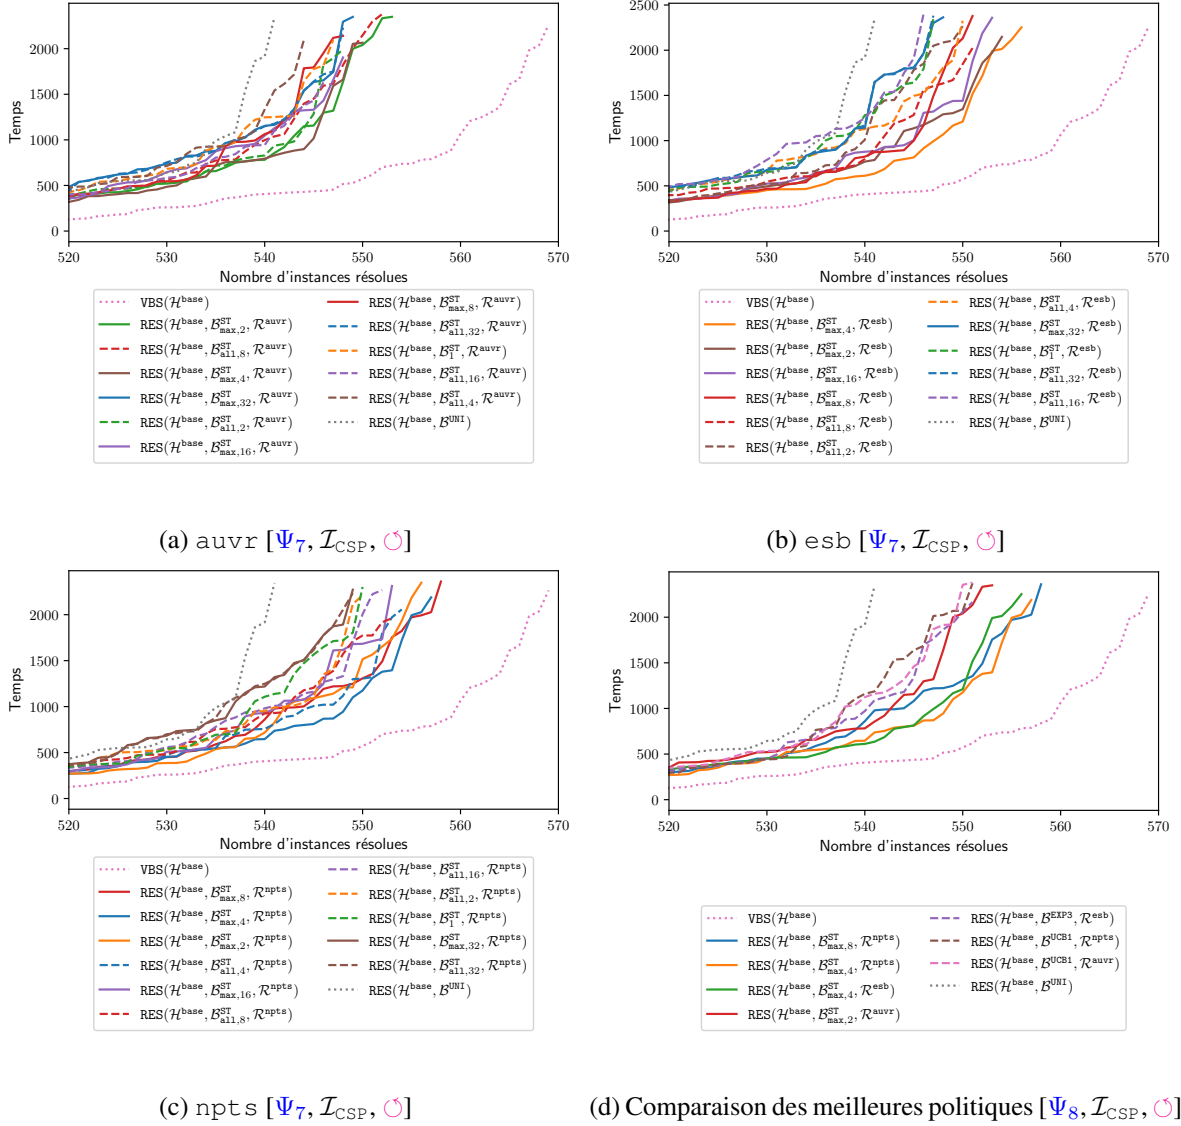 2000
1500
1000
500
0
Temps
520 530 540 550 560 570
Nombre d'instances résolues
VBS(ℋ^base)
RES(ℋ^base, ℬ^ST_max,2, ℛ^auvr)
RES(ℋ^base, ℬ^ST_all,8, ℛ^auvr)
RES(ℋ^base, ℬ^ST_max,4, ℛ^auvr)
RES(ℋ^base, ℬ^ST_max,32, ℛ^auvr)
RES(ℋ^base, ℬ^ST_all,2, ℛ^auvr)
RES(ℋ^base, ℬ^ST_max,16, ℛ^auvr)
RES(ℋ^base, ℬ^ST_max,8, ℛ^auvr)
RES(ℋ^base, ℬ^ST_all,32, ℛ^auvr)
RES(ℋ^base, ℬ^ST_1, ℛ^auvr)
RES(ℋ^base, ℬ^ST_all,16, ℛ^auvr)
RES(ℋ^base, ℬ^ST_all,4, ℛ^auvr)
RES(ℋ^base, ℬ^UNI)
(a) auvr [Ψ7, ℐCSP, ↺]
2500
2000
1500
1000
500
0
Temps
520 530 540 550 560 570
Nombre d'instances résolues
VBS(ℋ^base)
RES(ℋ^base, ℬ^ST_max,4, ℛ^esb)
RES(ℋ^base, ℬ^ST_max,2, ℛ^esb)
RES(ℋ^base, ℬ^ST_max,16, ℛ^esb)
RES(ℋ^base, ℬ^ST_max,8, ℛ^esb)
RES(ℋ^base, ℬ^ST_all,8, ℛ^esb)
RES(ℋ^base, ℬ^ST_all,2, ℛ^esb)
RES(ℋ^base, ℬ^ST_all,4, ℛ^esb)
RES(ℋ^base, ℬ^ST_max,32, ℛ^esb)
RES(ℋ^base, ℬ^ST_1, ℛ^esb)
RES(ℋ^base, ℬ^ST_all,32, ℛ^esb)
RES(ℋ^base, ℬ^ST_all,16, ℛ^esb)
RES(ℋ^base, ℬ^UNI)
(b) esb [Ψ7, ℐCSP, ↺]
2000
1500
1000
500
0
Temps
520 530 540 550 560 570
Nombre d'instances résolues
VBS(ℋ^base)
RES(ℋ^base, ℬ^ST_max,8, ℛ^npts)
RES(ℋ^base, ℬ^ST_max,4, ℛ^npts)
RES(ℋ^base, ℬ^ST_max,2, ℛ^npts)
RES(ℋ^base, ℬ^ST_all,4, ℛ^npts)
RES(ℋ^base, ℬ^ST_max,16, ℛ^npts)
RES(ℋ^base, ℬ^ST_all,8, ℛ^npts)
RES(ℋ^base, ℬ^ST_all,16, ℛ^npts)
RES(ℋ^base, ℬ^ST_all,2, ℛ^npts)
RES(ℋ^base, ℬ^ST_1, ℛ^npts)
RES(ℋ^base, ℬ^ST_max,32, ℛ^npts)
RES(ℋ^base, ℬ^ST_all,32, ℛ^npts)
RES(ℋ^base, ℬ^UNI)
(c) npts [Ψ7, ℐCSP, ↺]
2000
1500
1000
500
0
Temps
520 530 540 550 560 570
Nombre d'instances résolues
VBS(ℋ^base)
RES(ℋ^base, ℬ^ST_max,8, ℛ^npts)
RES(ℋ^base, ℬ^ST_max,4, ℛ^npts)
RES(ℋ^base, ℬ^ST_max,4, ℛ^esb)
RES(ℋ^base, ℬ^ST_max,2, ℛ^auvr)
RES(ℋ^base, ℬ^EXP3, ℛ^esb)
RES(ℋ^base, ℬ^UCB1, ℛ^npts)
RES(ℋ^base, ℬ^UCB1, ℛ^auvr)
RES(ℋ^base, ℬ^UNI)
(d) Comparaison des meilleures politiques [Ψ8, ℐCSP, ↺]